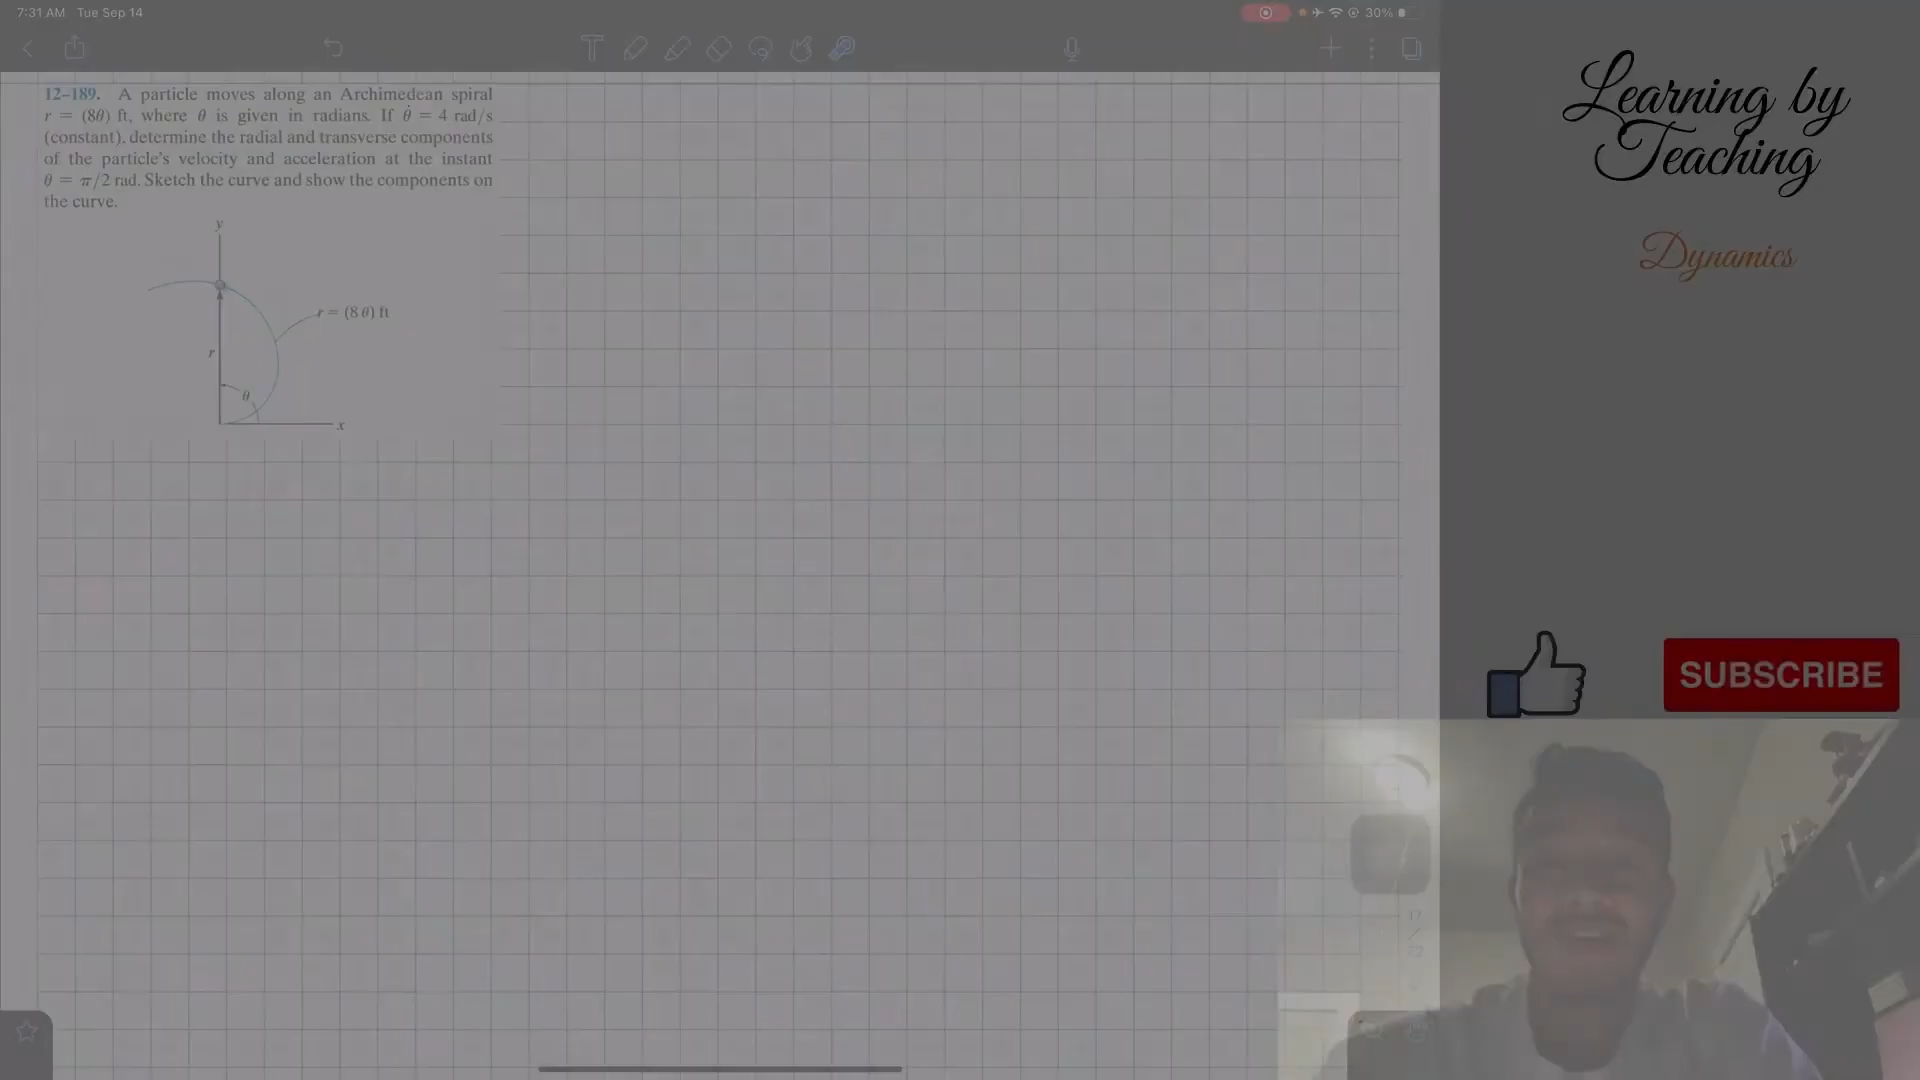 7:31 AM Tue Sep 14
30%
12–189. A particle moves along an Archimedean spiral
r = (8θ) ft, where θ is given in radians. If θ̇ = 4 rad/s
(constant), determine the radial and transverse components
of the particle's velocity and acceleration at the instant
θ = π/2 rad. Sketch the curve and show the components on
the curve.
y
r = (8 θ) ft
r
θ
x
Learning by
Teaching
Dynamics
SUBSCRIBE
17
/
22